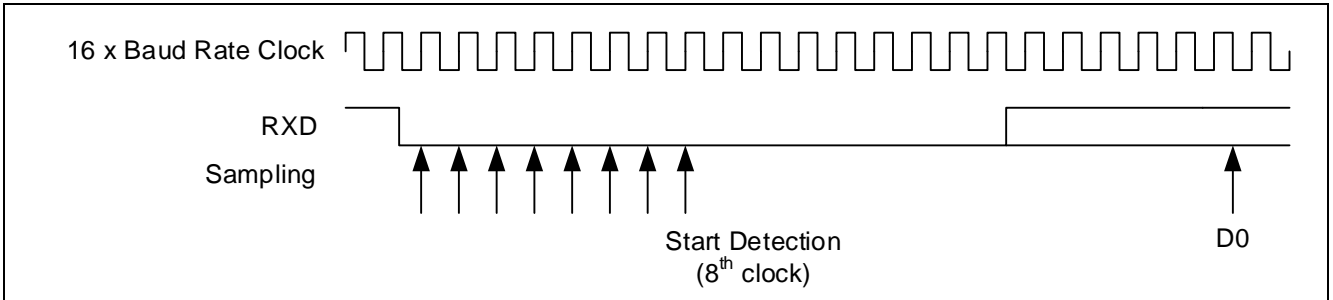 16 x Baud Rate Clock
RXD
Sampling
Start Detection
(8th clock)
D0